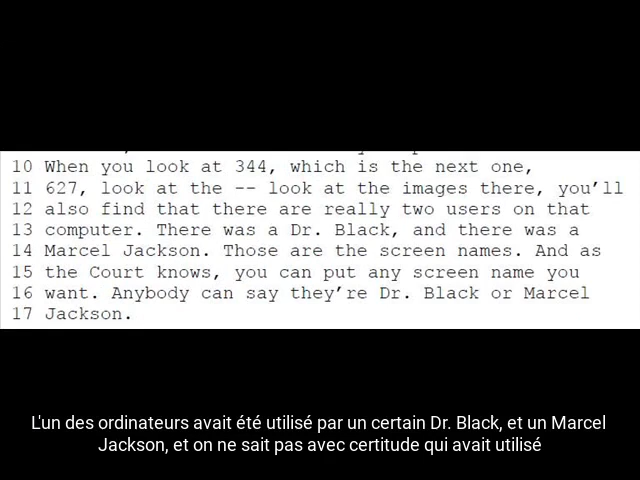 10 When you look at 344, which is the next one,
11 627, look at the -- look at the images there, you’ll
12 also find that there are really two users on that
13 computer. There was a Dr. Black, and there was a
14 Marcel Jackson. Those are the screen names. And as
15 the Court knows, you can put any screen name you
16 want. Anybody can say they’re Dr. Black or Marcel
17 Jackson.
L'un des ordinateurs avait été utilisé par un certain Dr. Black, et un Marcel
Jackson, et on ne sait pas avec certitude qui avait utilisé